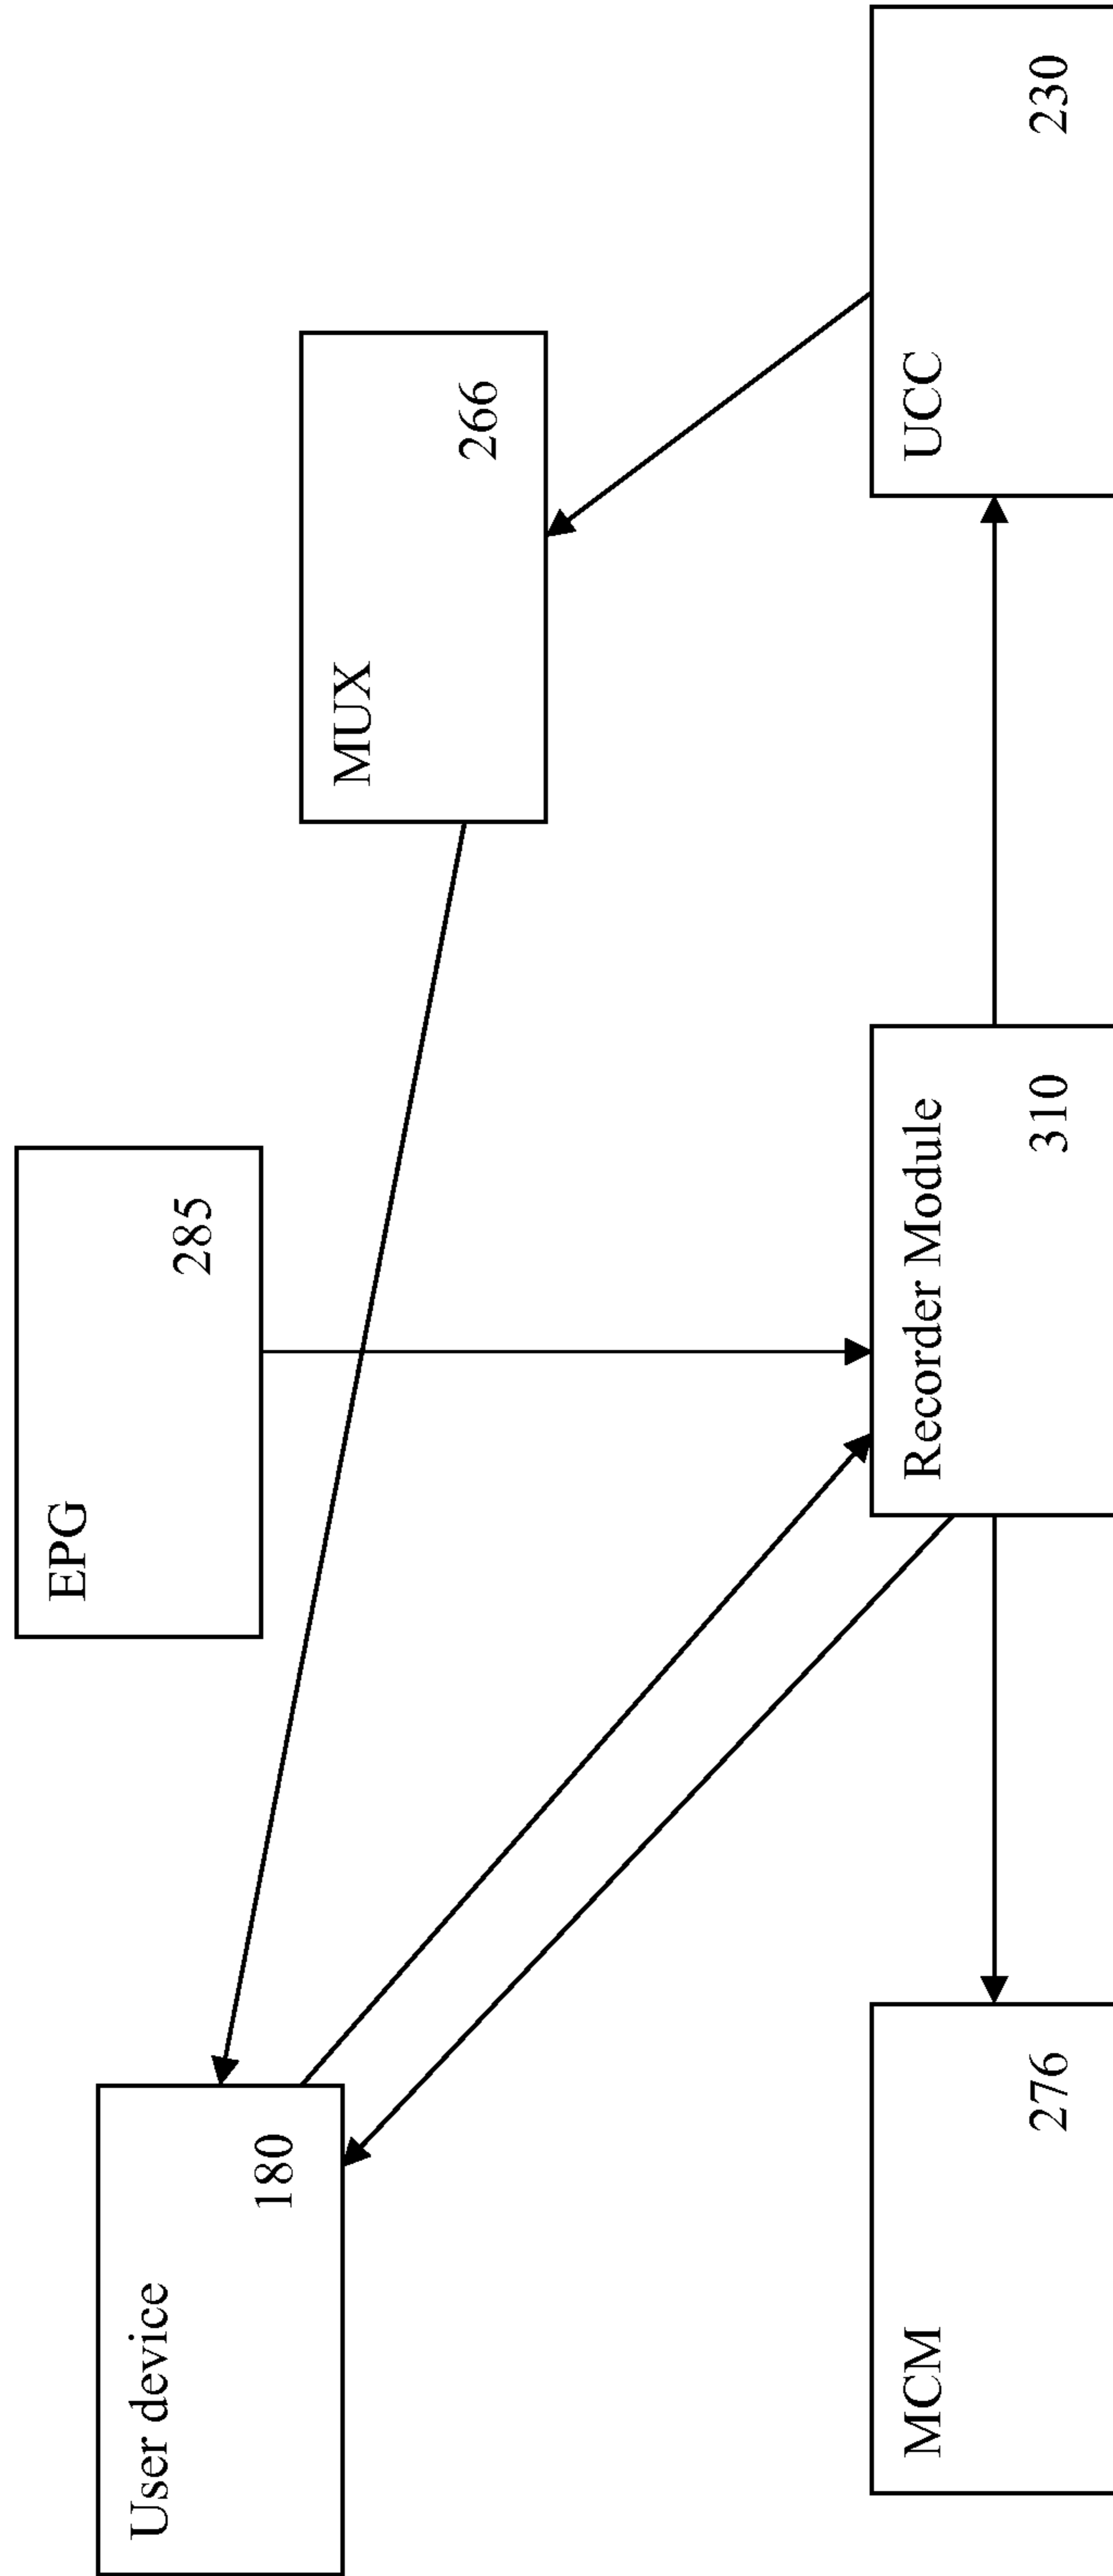 User device
180
EPG
285
MUX
266
MCM
276
Recorder Module
310
UCC
230